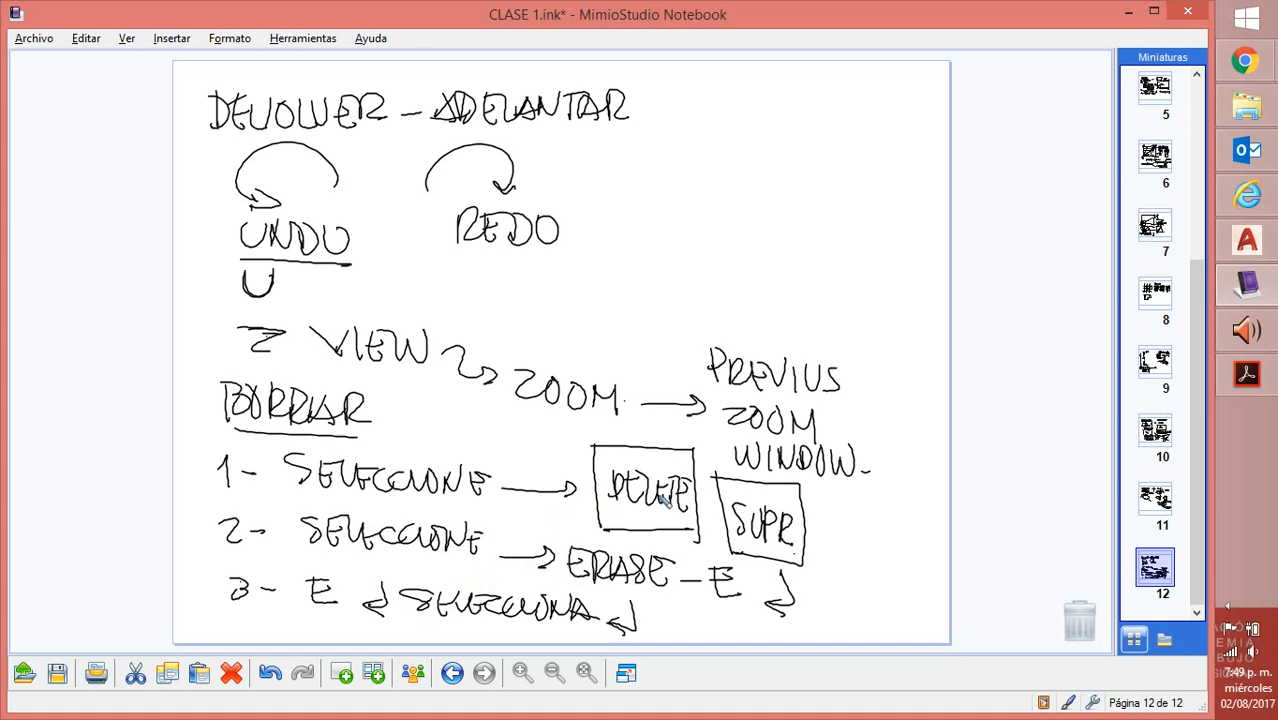 CLASE 1.ink* - MimioStudio Notebook
Archivo Editar Ver Insertar Formato Herramientas Ayuda
DEVOLVER - ADELANTAR
UNDO REDO
U
Z VIEW ZOOM. PREVIUS
ZOOM
WINDOW-
BORRAR
1- SELECCIONE DELETE SUPR
2- SELECCIONE ERASE - E
3- E SELECCIONA
Miniaturas
5
6
7
8
9
10
11
12
Página 12 de 12
7:49 p. m.
miércoles
02/08/2017